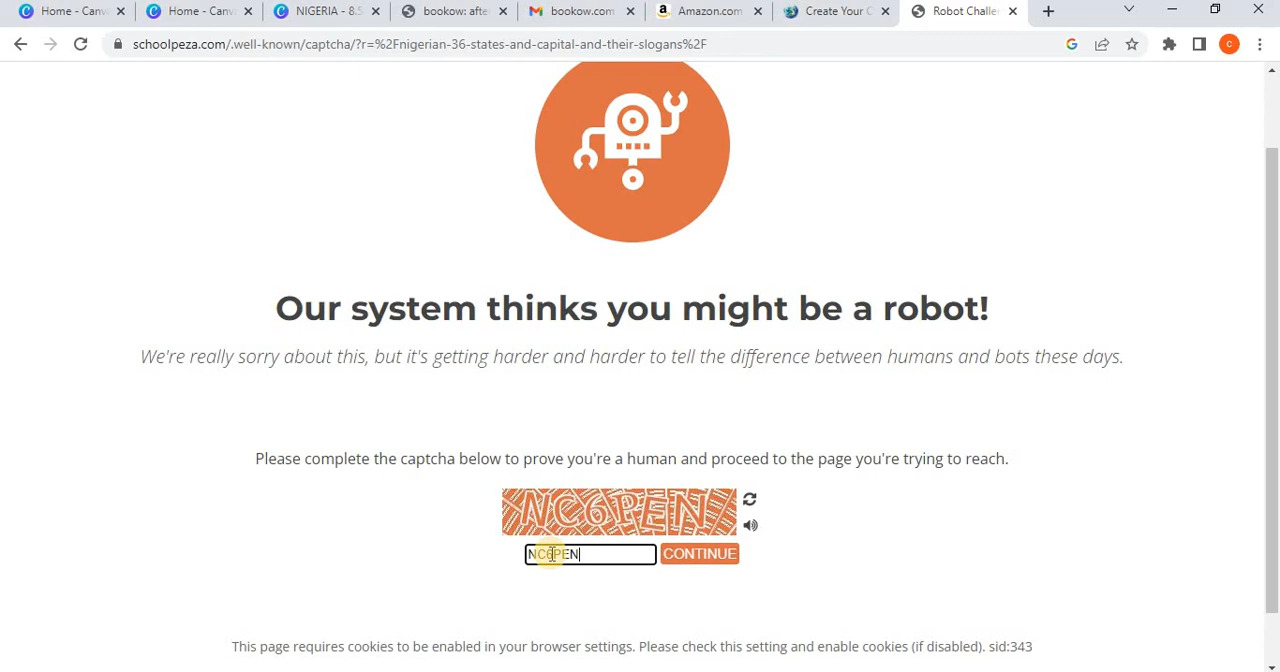 Home - Canv
Home - Canv
NIGERIA - 8.5
bookow: afte
bookow.com
Amazon.com
Create Your C
Robot Challe
schoolpeza.com/.well-known/captcha/?r=%2Fnigerian-36-states-and-capital-and-their-slogans%2F
C
Our system thinks you might be a robot!
We're really sorry about this, but it's getting harder and harder to tell the difference between humans and bots these days.
Please complete the captcha below to prove you're a human and proceed to the page you're trying to reach.
NC6PEN
NC6PEN CONTINUE
This page requires cookies to be enabled in your browser settings. Please check this setting and enable cookies (if disabled). sid:343